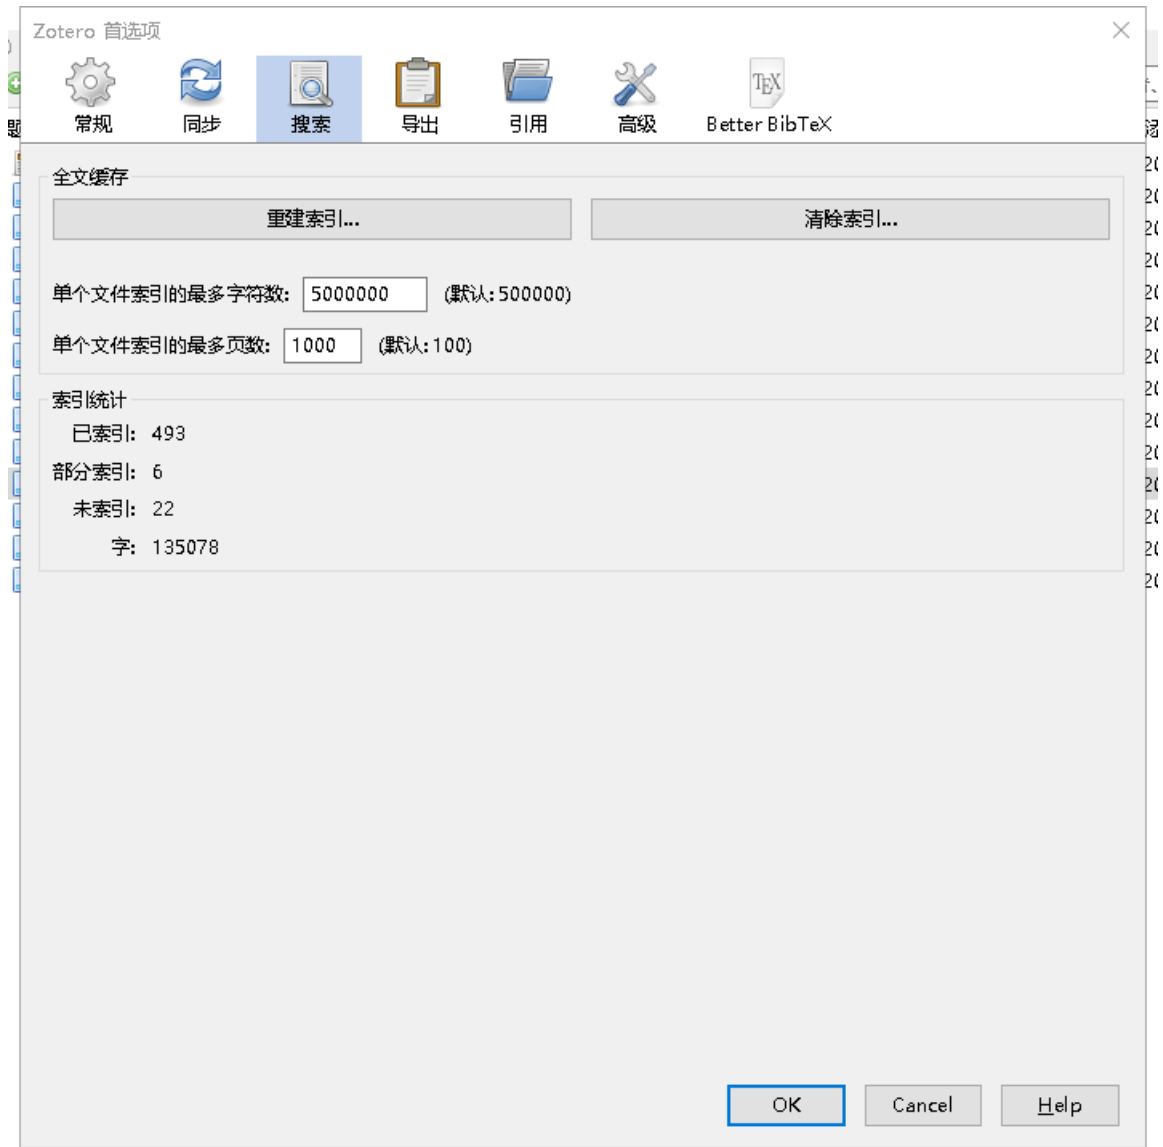 Zotero 首选项
常规 同步 搜索 导出 引用 高级 Better BibTeX
全文缓存
重建索引... 清除索引...
单个文件索引的最多字符数: 5000000 (默认:500000)
单个文件索引的最多页数: 1000 (默认:100)
索引统计
已索引: 493
部分索引: 6
未索引: 22
字: 135078
OK Cancel Help